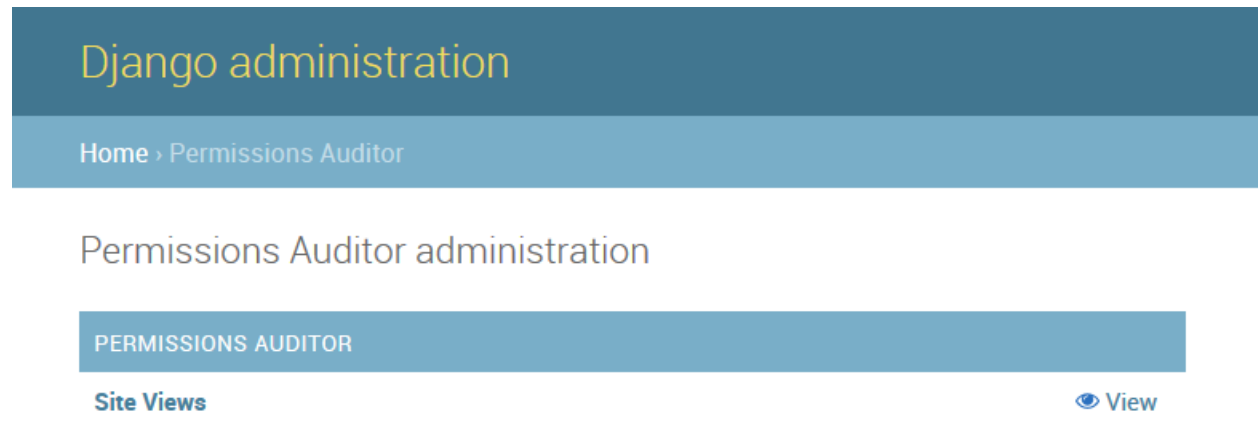 Django administration
Home › Permissions Auditor
Permissions Auditor administration
PERMISSIONS AUDITOR
Site Views View